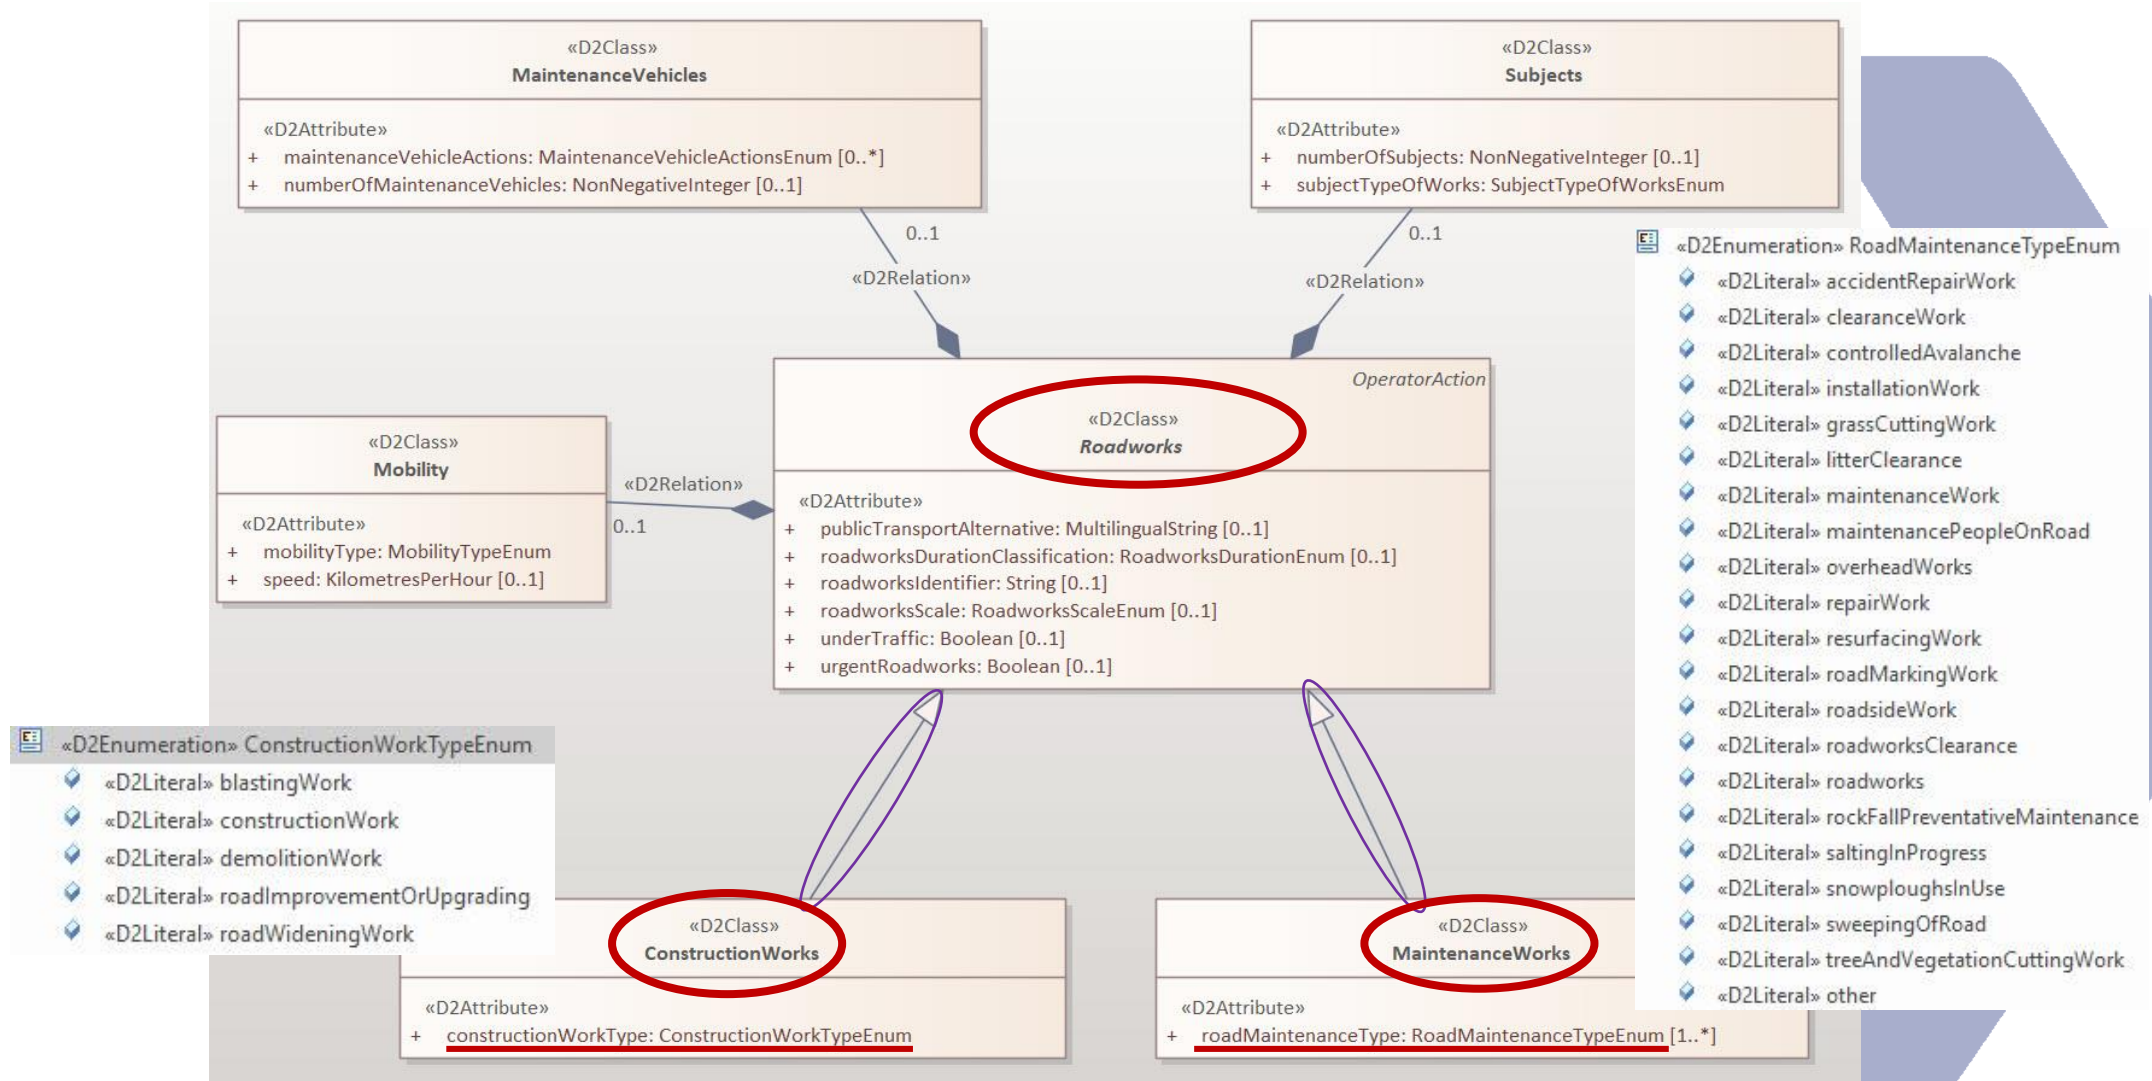 «D2Class»
MaintenanceVehicles
«D2Attribute»
+ maintenanceVehicleActions: MaintenanceVehicleActionsEnum [0..*]
+ numberOfMaintenanceVehicles: NonNegativeInteger [0..1]
«D2Class»
Subjects
«D2Attribute»
+ numberOfSubjects: NonNegativeInteger [0..1]
+ subjectTypeOfWorks: SubjectTypeOfWorksEnum
0..1
«D2Relation»
0..1
«D2Relation»
«D2Class»
Mobility
«D2Attribute»
+ mobilityType: MobilityTypeEnum
+ speed: KilometresPerHour [0..1]
«D2Relation»
0..1
OperatorAction
«D2Class»
Roadworks
«D2Attribute»
+ publicTransportAlternative: MultilingualString [0..1]
+ roadworksDurationClassification: RoadworksDurationEnum [0..1]
+ roadworksIdentifier: String [0..1]
+ roadworksScale: RoadworksScaleEnum [0..1]
+ underTraffic: Boolean [0..1]
+ urgentRoadworks: Boolean [0..1]
«D2Enumeration» RoadMaintenanceTypeEnum
«D2Literal» accidentRepairWork
«D2Literal» clearanceWork
«D2Literal» controlledAvalanche
«D2Literal» installationWork
«D2Literal» grassCuttingWork
«D2Literal» litterClearance
«D2Literal» maintenanceWork
«D2Literal» maintenancePeopleOnRoad
«D2Literal» overheadWorks
«D2Literal» repairWork
«D2Literal» resurfacingWork
«D2Literal» roadMarkingWork
«D2Literal» roadsideWork
«D2Literal» roadworksClearance
«D2Literal» roadworks
«D2Literal» rockFallPreventativeMaintenance
«D2Literal» saltingInProgress
«D2Literal» snowploughsInUse
«D2Literal» sweepingOfRoad
«D2Literal» treeAndVegetationCuttingWork
«D2Literal» other
«D2Enumeration» ConstructionWorkTypeEnum
«D2Literal» blastingWork
«D2Literal» constructionWork
«D2Literal» demolitionWork
«D2Literal» roadImprovementOrUpgrading
«D2Literal» roadWideningWork
«D2Class»
ConstructionWorks
«D2Attribute»
+ constructionWorkType: ConstructionWorkTypeEnum
«D2Class»
MaintenanceWorks
«D2Attribute»
+ roadMaintenanceType: RoadMaintenanceTypeEnum [1..*]